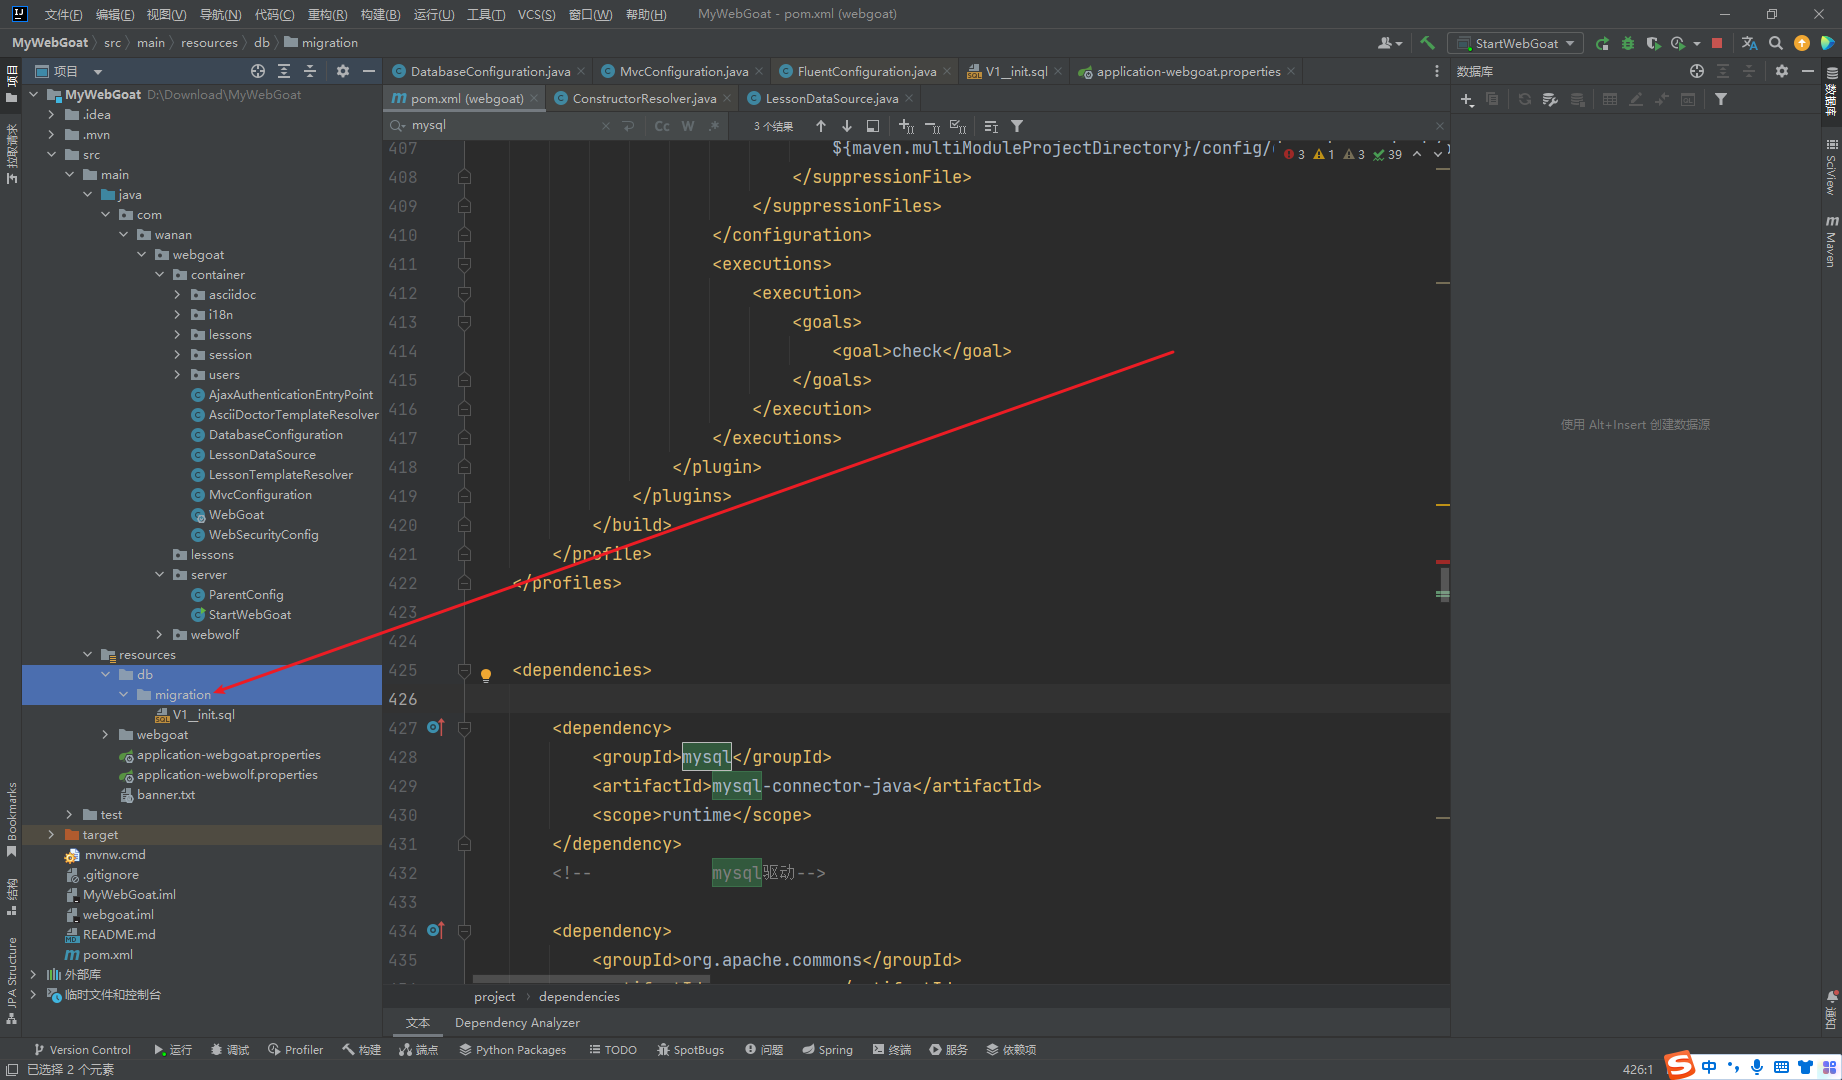 文件(F) 编辑(E) 视图(V) 导航(N) 代码(C) 重构(R) 构建(B) 运行(U) 工具(T) VCS(S) 窗口(W) 帮助(H) MyWebGoat - pom.xml (webgoat)
MyWebGoat src main resources db migration StartWebGoat
项目
DatabaseConfiguration.java MvcConfiguration.java FluentConfiguration.java V1__init.sql application-webgoat.properties
pom.xml (webgoat) ConstructorResolver.java LessonDataSource.java
mysql Cc W .* 3 个结果
数据库
使用 Alt+Insert 创建数据源
MyWebGoat D:\Download\MyWebGoat
.idea
.mvn
src
main
java
com
wanan
webgoat
container
asciidoc
i18n
lessons
session
users
AjaxAuthenticationEntryPoint
AsciiDoctorTemplateResolver
DatabaseConfiguration
LessonDataSource
LessonTemplateResolver
MvcConfiguration
WebGoat
WebSecurityConfig
lessons
server
ParentConfig
StartWebGoat
webwolf
resources
db
migration
V1__init.sql
webgoat
application-webgoat.properties
application-webwolf.properties
banner.txt
test
target
mvnw.cmd
.gitignore
MyWebGoat.iml
webgoat.iml
README.md
pom.xml
外部库
临时文件和控制台
407 ${maven.multiModuleProjectDirectory}/config/
3 1 3 39
408 </suppressionFile>
409 </suppressionFiles>
410 </configuration>
411 <executions>
412 <execution>
413 <goals>
414 <goal>check</goal>
415 </goals>
416 </execution>
417 </executions>
418 </plugin>
419 </plugins>
420 </build>
421 </profile>
422 </profiles>
423
424
425 <dependencies>
426
427 <dependency>
428 <groupId>mysql</groupId>
429 <artifactId>mysql-connector-java</artifactId>
430 <scope>runtime</scope>
431 </dependency>
432 <!-- mysql驱动-->
433
434 <dependency>
435 <groupId>org.apache.commons</groupId>
project dependencies
文本 Dependency Analyzer
项目
拉取请求
Bookmarks
结构
JPA Structure
数据库
SciView
Maven
通知
Version Control 运行 调试 Profiler 构建 端点 Python Packages TODO SpotBugs 问题 Spring 终端 服务 依赖项
已选择 2 个元素 426:1 中